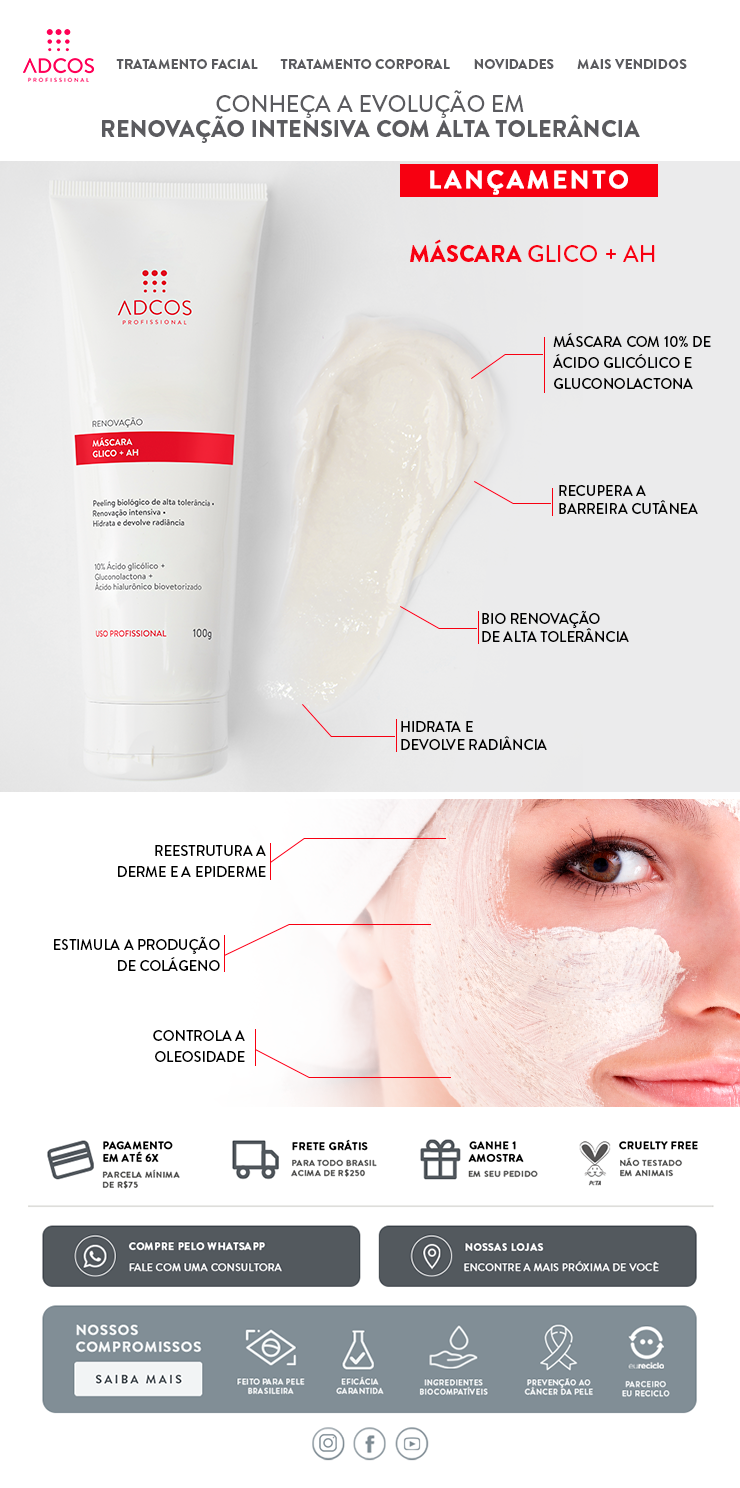 ADCOS
PROFISSIONAL
TRATAMENTO FACIAL TRATAMENTO CORPORAL NOVIDADES MAIS VENDIDOS
CONHEÇA A EVOLUÇÃO EM
RENOVAÇÃO INTENSIVA COM ALTA TOLERÂNCIA
LANÇAMENTO
MÁSCARA GLICO + AH
ADCOS
PROFISSIONAL
RENOVAÇÃO
MÁSCARA
GLICO + AH
Peeling biológico de alta tolerância •
Renovação intensiva •
Hidrata e devolve radiância
10% Ácido glicólico +
Gluconolactona +
Ácido hialurônico biovetorizado
USO PROFISSIONAL 100g
MÁSCARA COM 10% DE
ÁCIDO GLICÓLICO E
GLUCONOLACTONA
RECUPERA A
BARREIRA CUTÂNEA
BIO RENOVAÇÃO
DE ALTA TOLERÂNCIA
HIDRATA E
DEVOLVE RADIÂNCIA
REESTRUTURA A
DERME E A EPIDERME
ESTIMULA A PRODUÇÃO
DE COLÁGENO
CONTROLA A
OLEOSIDADE
PAGAMENTO
EM ATÉ 6X
PARCELA MÍNIMA
DE R$75
FRETE GRÁTIS
PARA TODO BRASIL
ACIMA DE R$250
GANHE 1
AMOSTRA
EM SEU PEDIDO
PETA
CRUELTY FREE
NÃO TESTADO
EM ANIMAIS
COMPRE PELO WHATSAPP
FALE COM UMA CONSULTORA
NOSSAS LOJAS
ENCONTRE A MAIS PRÓXIMA DE VOCÊ
NOSSOS
COMPROMISSOS
SAIBA MAIS
FEITO PARA PELE
BRASILEIRA
EFICÁCIA
GARANTIDA
INGREDIENTES
BIOCOMPATÍVEIS
PREVENÇÃO AO
CÂNCER DA PELE
eureciclo
PARCEIRO
EU RECICLO